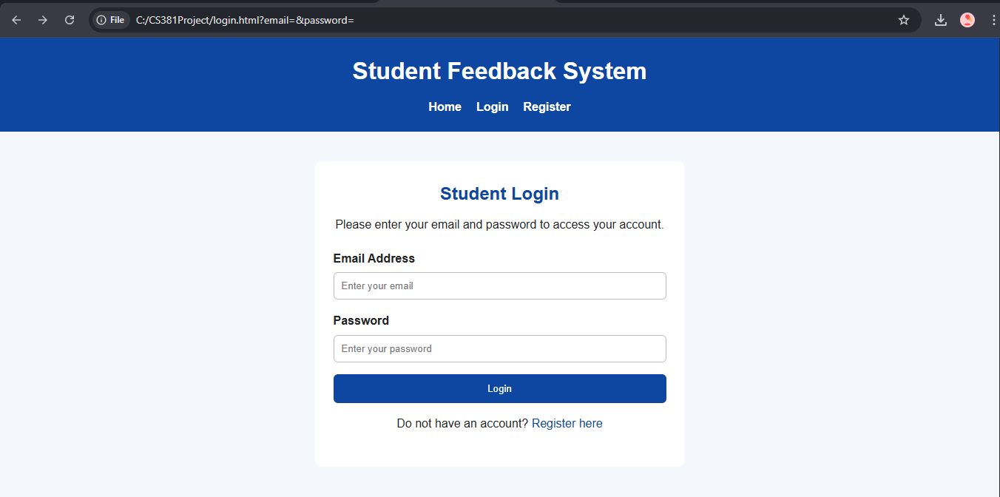 File C:/CS381Project/login.html?email=&password=
Student Feedback System
Home Login Register
Student Login
Please enter your email and password to access your account.
Email Address
Enter your email
Password
Enter your password
Login
Do not have an account? Register here